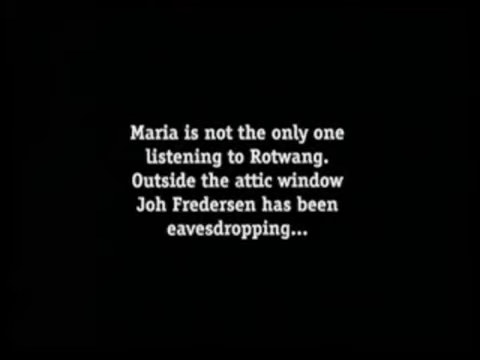 Maria is not the only one
listening to Rotwang.
Outside the attic window
Joh Fredersen has been
eavesdropping...